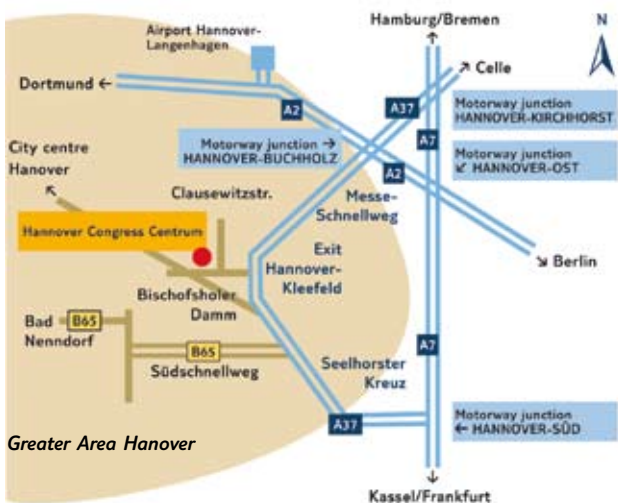 Hamburg/Bremen
N
Airport Hannover-
Langenhagen
Celle
Dortmund
A2
A37
Motorway junction
HANNOVER-KIRCHHORST
A7
Motorway junction →
HANNOVER-BUCHHOLZ
Motorway junction
↙ HANNOVER-OST
City centre
Hanover
A2
Clausewitzstr.
Messe-
Schnellweg
Hannover Congress Centrum
Exit
Hannover-
Kleefeld
Berlin
Bischofsholer
Damm
Bad
Nenndorf
B65
B65
Südschnellweg
A7
Seelhorster
Kreuz
A37
Motorway junction
← HANNOVER-SÜD
Greater Area Hanover
Kassel/Frankfurt